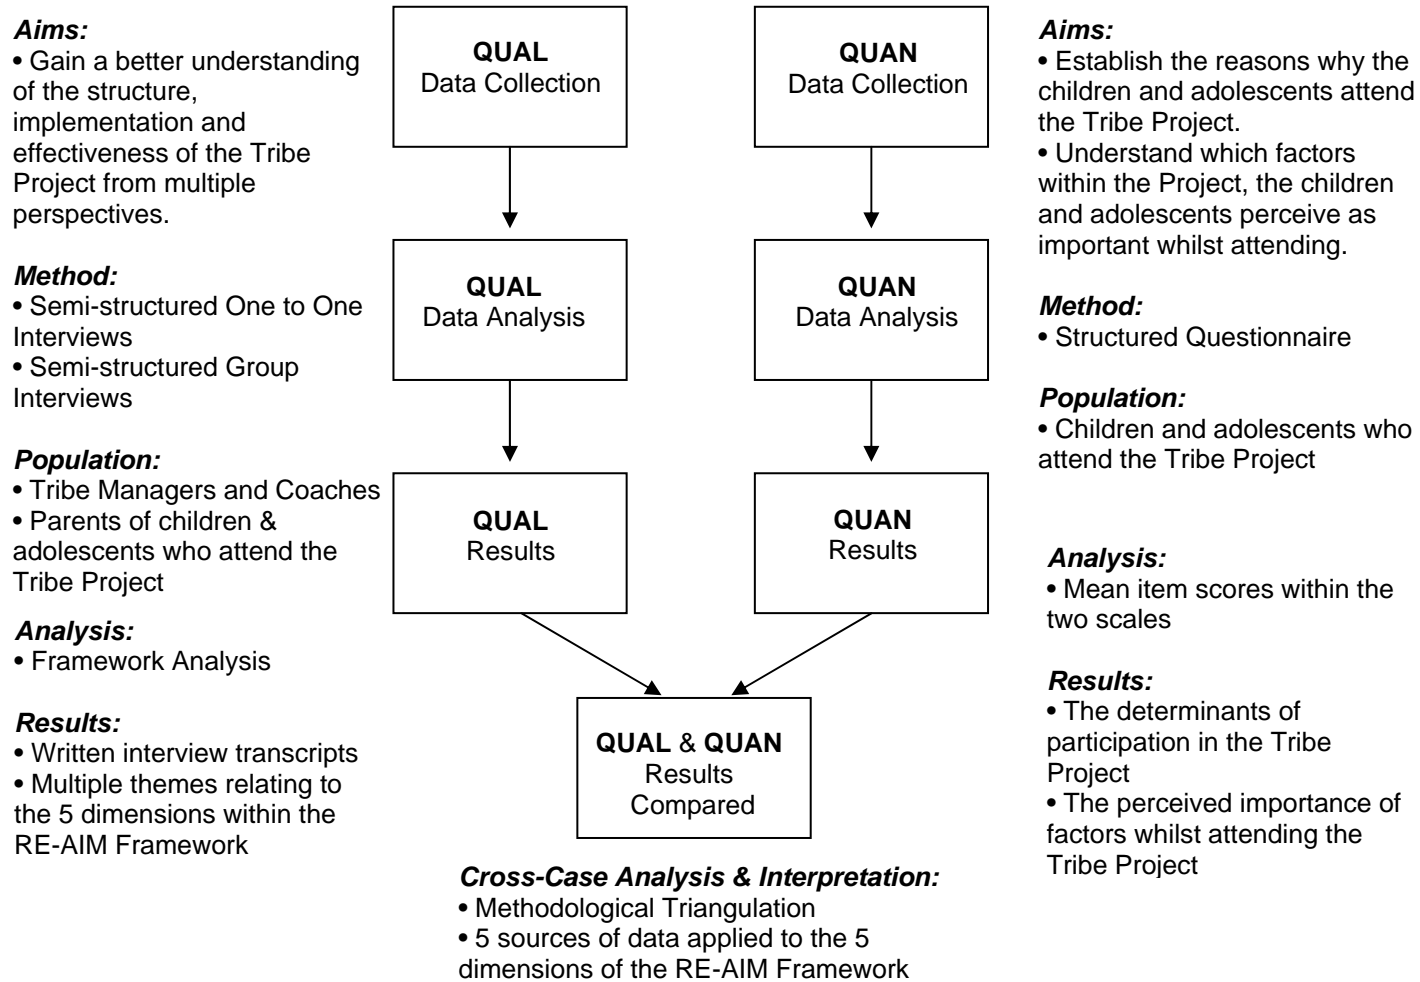 Aims:
• Gain a better understanding
of the structure,
implementation and
effectiveness of the Tribe
Project from multiple
perspectives.
Method:
• Semi-structured One to One
Interviews
• Semi-structured Group
Interviews
Population:
• Tribe Managers and Coaches
• Parents of children &
adolescents who attend the
Tribe Project
Analysis:
• Framework Analysis
Results:
• Written interview transcripts
• Multiple themes relating to
the 5 dimensions within the
RE-AIM Framework
QUAL
Data Collection
QUAL
Data Analysis
QUAL
Results
QUAN
Data Collection
QUAN
Data Analysis
QUAN
Results
QUAL & QUAN
Results
Compared
Cross-Case Analysis & Interpretation:
• Methodological Triangulation
• 5 sources of data applied to the 5
dimensions of the RE-AIM Framework
Aims:
• Establish the reasons why the
children and adolescents attend
the Tribe Project.
• Understand which factors
within the Project, the children
and adolescents perceive as
important whilst attending.
Method:
• Structured Questionnaire
Population:
• Children and adolescents who
attend the Tribe Project
Analysis:
• Mean item scores within the
two scales
Results:
• The determinants of
participation in the Tribe
Project
• The perceived importance of
factors whilst attending the
Tribe Project